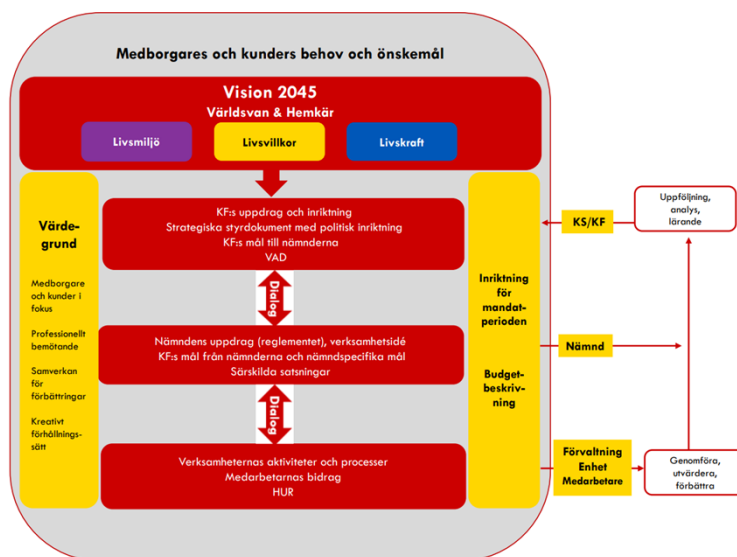 Medborgares och kunders behov och önskemål
Vision 2045
Världsvan & Hemkär
Livsmiljö
Livsvillkor
Livskraft
Värde-
grund
Medborgare
och kunder i
fokus
Professionellt
bemötande
Samverkan
för
förbättringar
Kreativt
förhållnings-
sätt
KF:s uppdrag och inriktning
Strategiska styrdokument med politisk inriktning
KF:s mål till nämnderna
VAD
Dialog
Nämndens uppdrag (reglementet), verksamhetsidé
KF:s mål från nämnderna och nämndspecifika mål
Särskilda satsningar
Dialog
Verksamheternas aktiviteter och processer
Medarbetarnas bidrag
HUR
Inriktning
för
mandat-
perioden
Budget-
beskriv-
ning
KS/KF
Uppföljning,
analys,
lärande
Nämnd
Förvaltning
Enhet
Medarbetare
Genomföra,
utvärdera,
förbättra